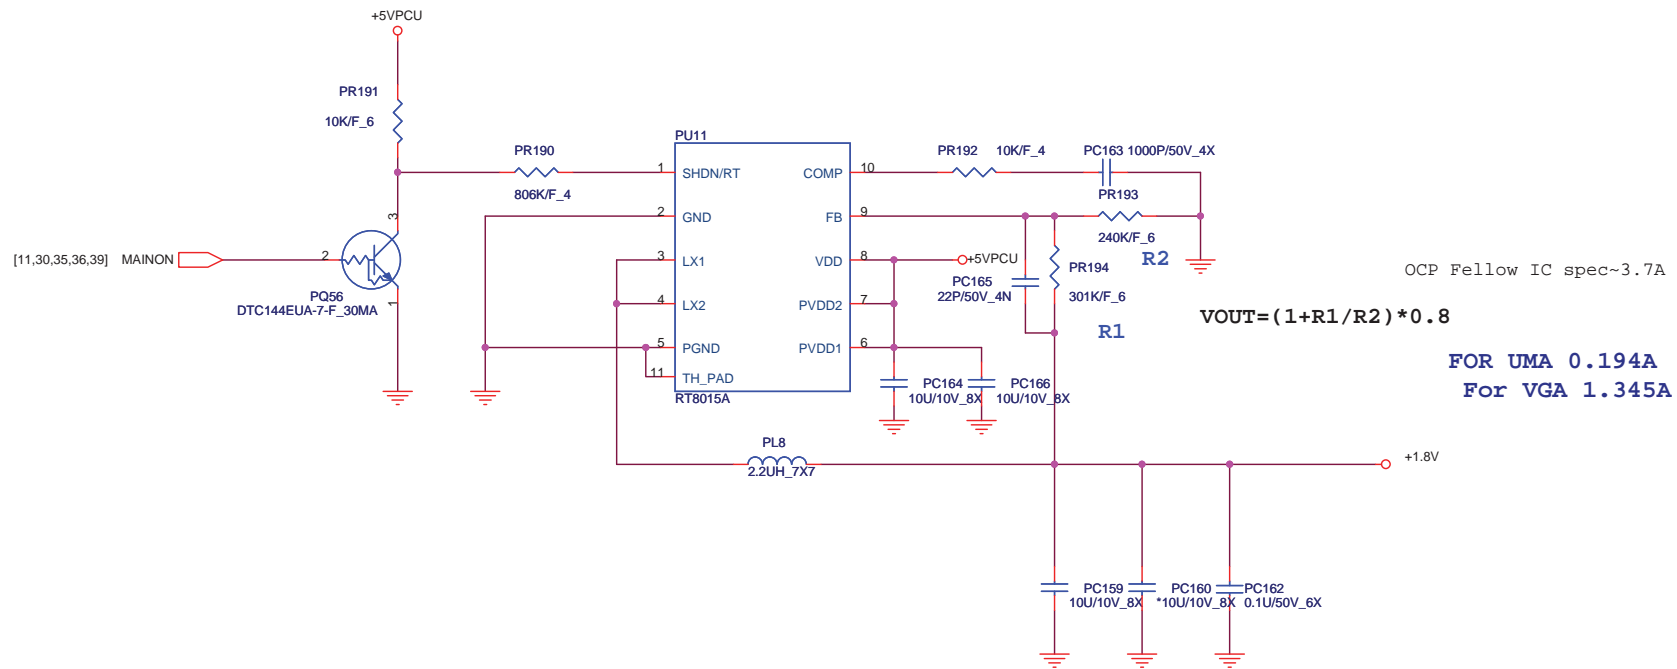 +5VPCU
PR191
10K/F_6
PU11
PR190
806K/F_4
1
SHDN/RT
COMP
10
PR192
10K/F_4
PC163
1000P/50V_4X
PR193
240K/F_6
R2
2
GND
FB
9
3
[11,30,35,36,39]
MAINON
2
PQ56
DTC144EUA-7-F_30MA
1
3
LX1
VDD
8
+5VPCU
PC165
22P/50V_4N
PR194
301K/F_6
R1
4
LX2
PVDD2
7
5
PGND
PVDD1
6
11
TH_PAD
RT8015A
PC164
10U/10V_8X
PC166
10U/10V_8X
OCP Fellow IC spec~3.7A
VOUT=(1+R1/R2)*0.8
FOR UMA 0.194A
For VGA 1.345A
PL8
2.2UH_7X7
+1.8V
PC159
10U/10V_8X
PC160
*10U/10V_8X
PC162
0.1U/50V_6X